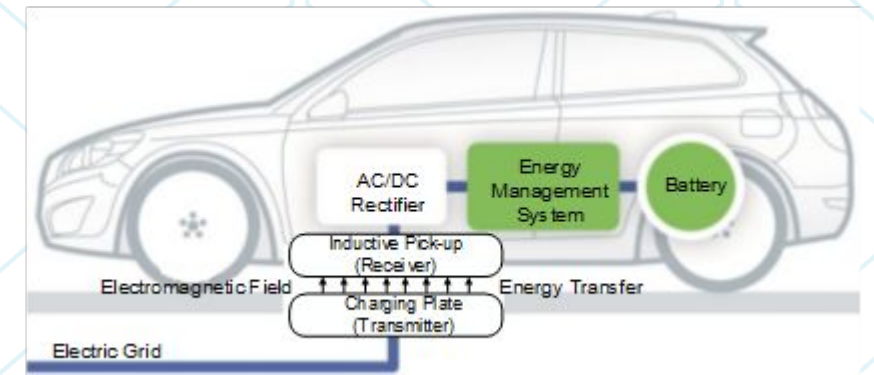 AC/DC
Rectifier
Energy
Management
System
Battery
Inductive Pick-up
(Receiver)
Electromagnetic Field
Energy Transfer
Charging Plate
(Transmitter)
Electric Grid